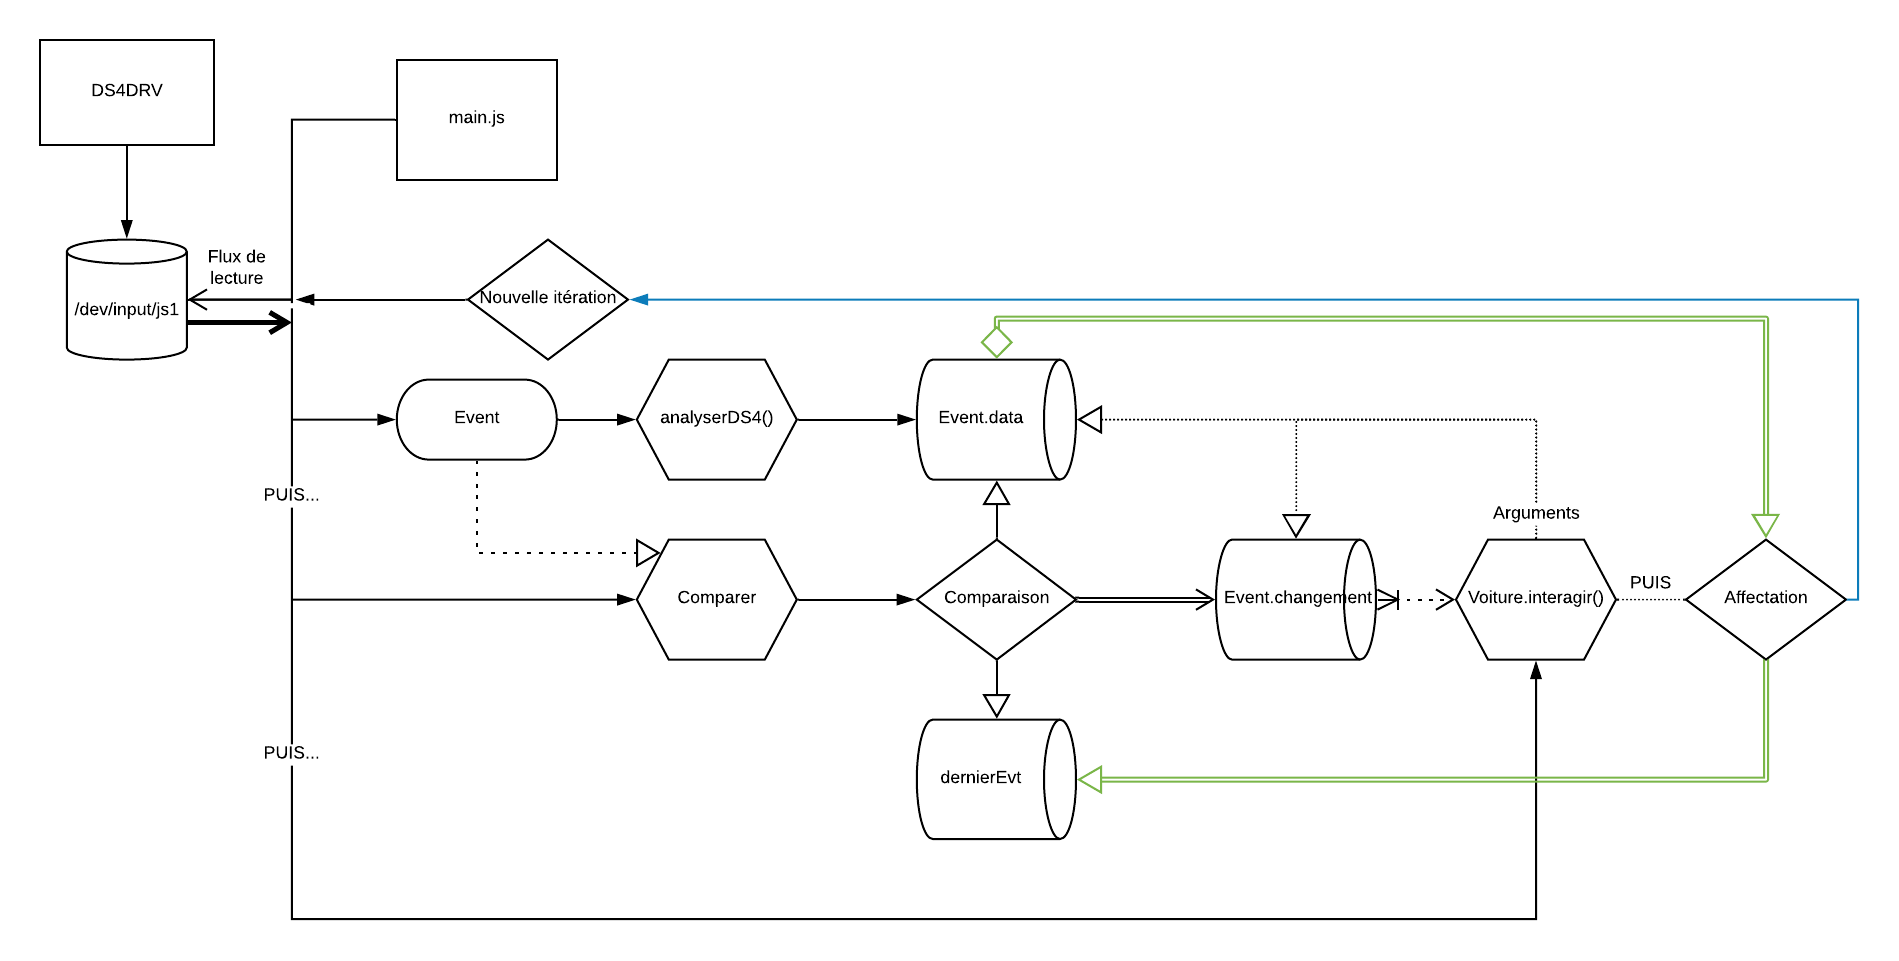 DS4DRV
main.js
Flux de
lecture
/dev/input/js1
Nouvelle itération
Event
analyserDS4()
Event.data
PUIS...
Arguments
Comparer
Comparaison
Event.changement
Voiture.interagir()
PUIS
Affectation
PUIS...
dernierEvt